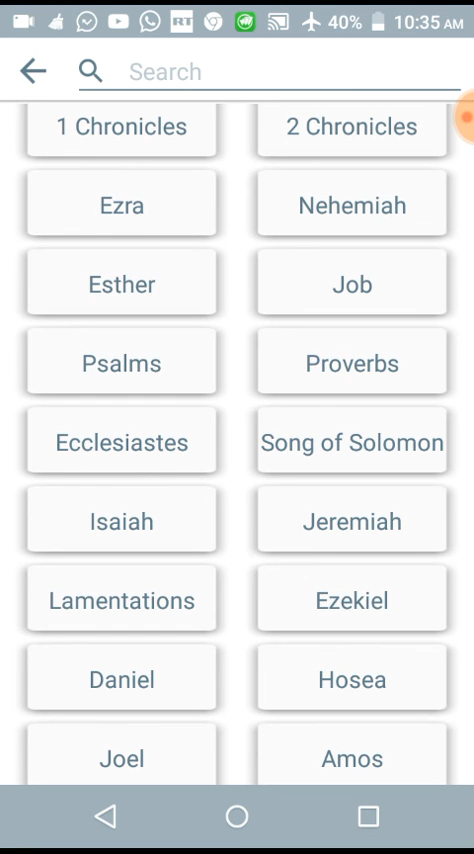 RT 40% 10:35 AM
Search
1 Chronicles 2 Chronicles
Ezra Nehemiah
Esther Job
Psalms Proverbs
Ecclesiastes Song of Solomon
Isaiah Jeremiah
Lamentations Ezekiel
Daniel Hosea
Joel Amos